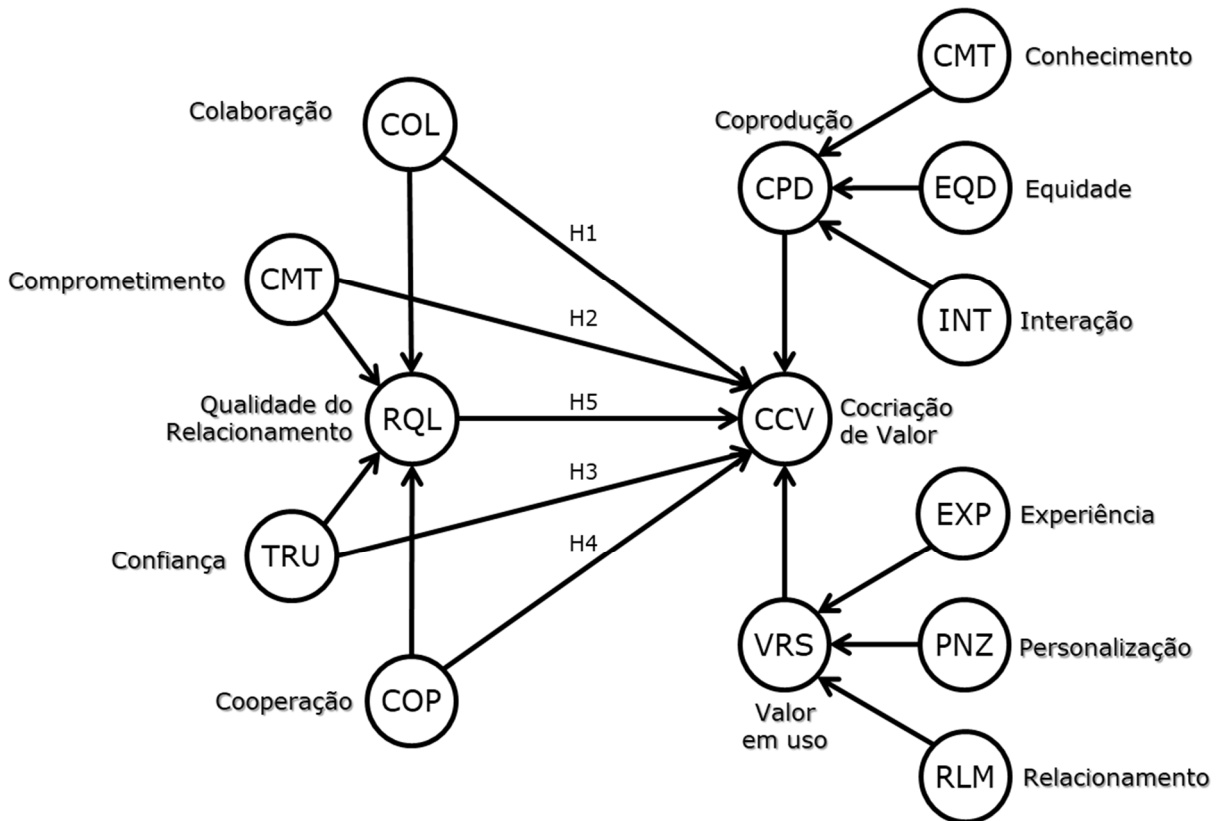 CMT
Conhecimento
Colaboração
COL
Coprodução
CPD
EQD
Equidade
H1
Comprometimento
CMT
H2
INT
Interação
Qualidade do
Relacionamento
RQL
H5
CCV
Cocriação
de Valor
H3
EXP
Experiência
Confiança
TRU
H4
VRS
PNZ
Personalização
Cooperação
COP
Valor
em uso
RLM
Relacionamento